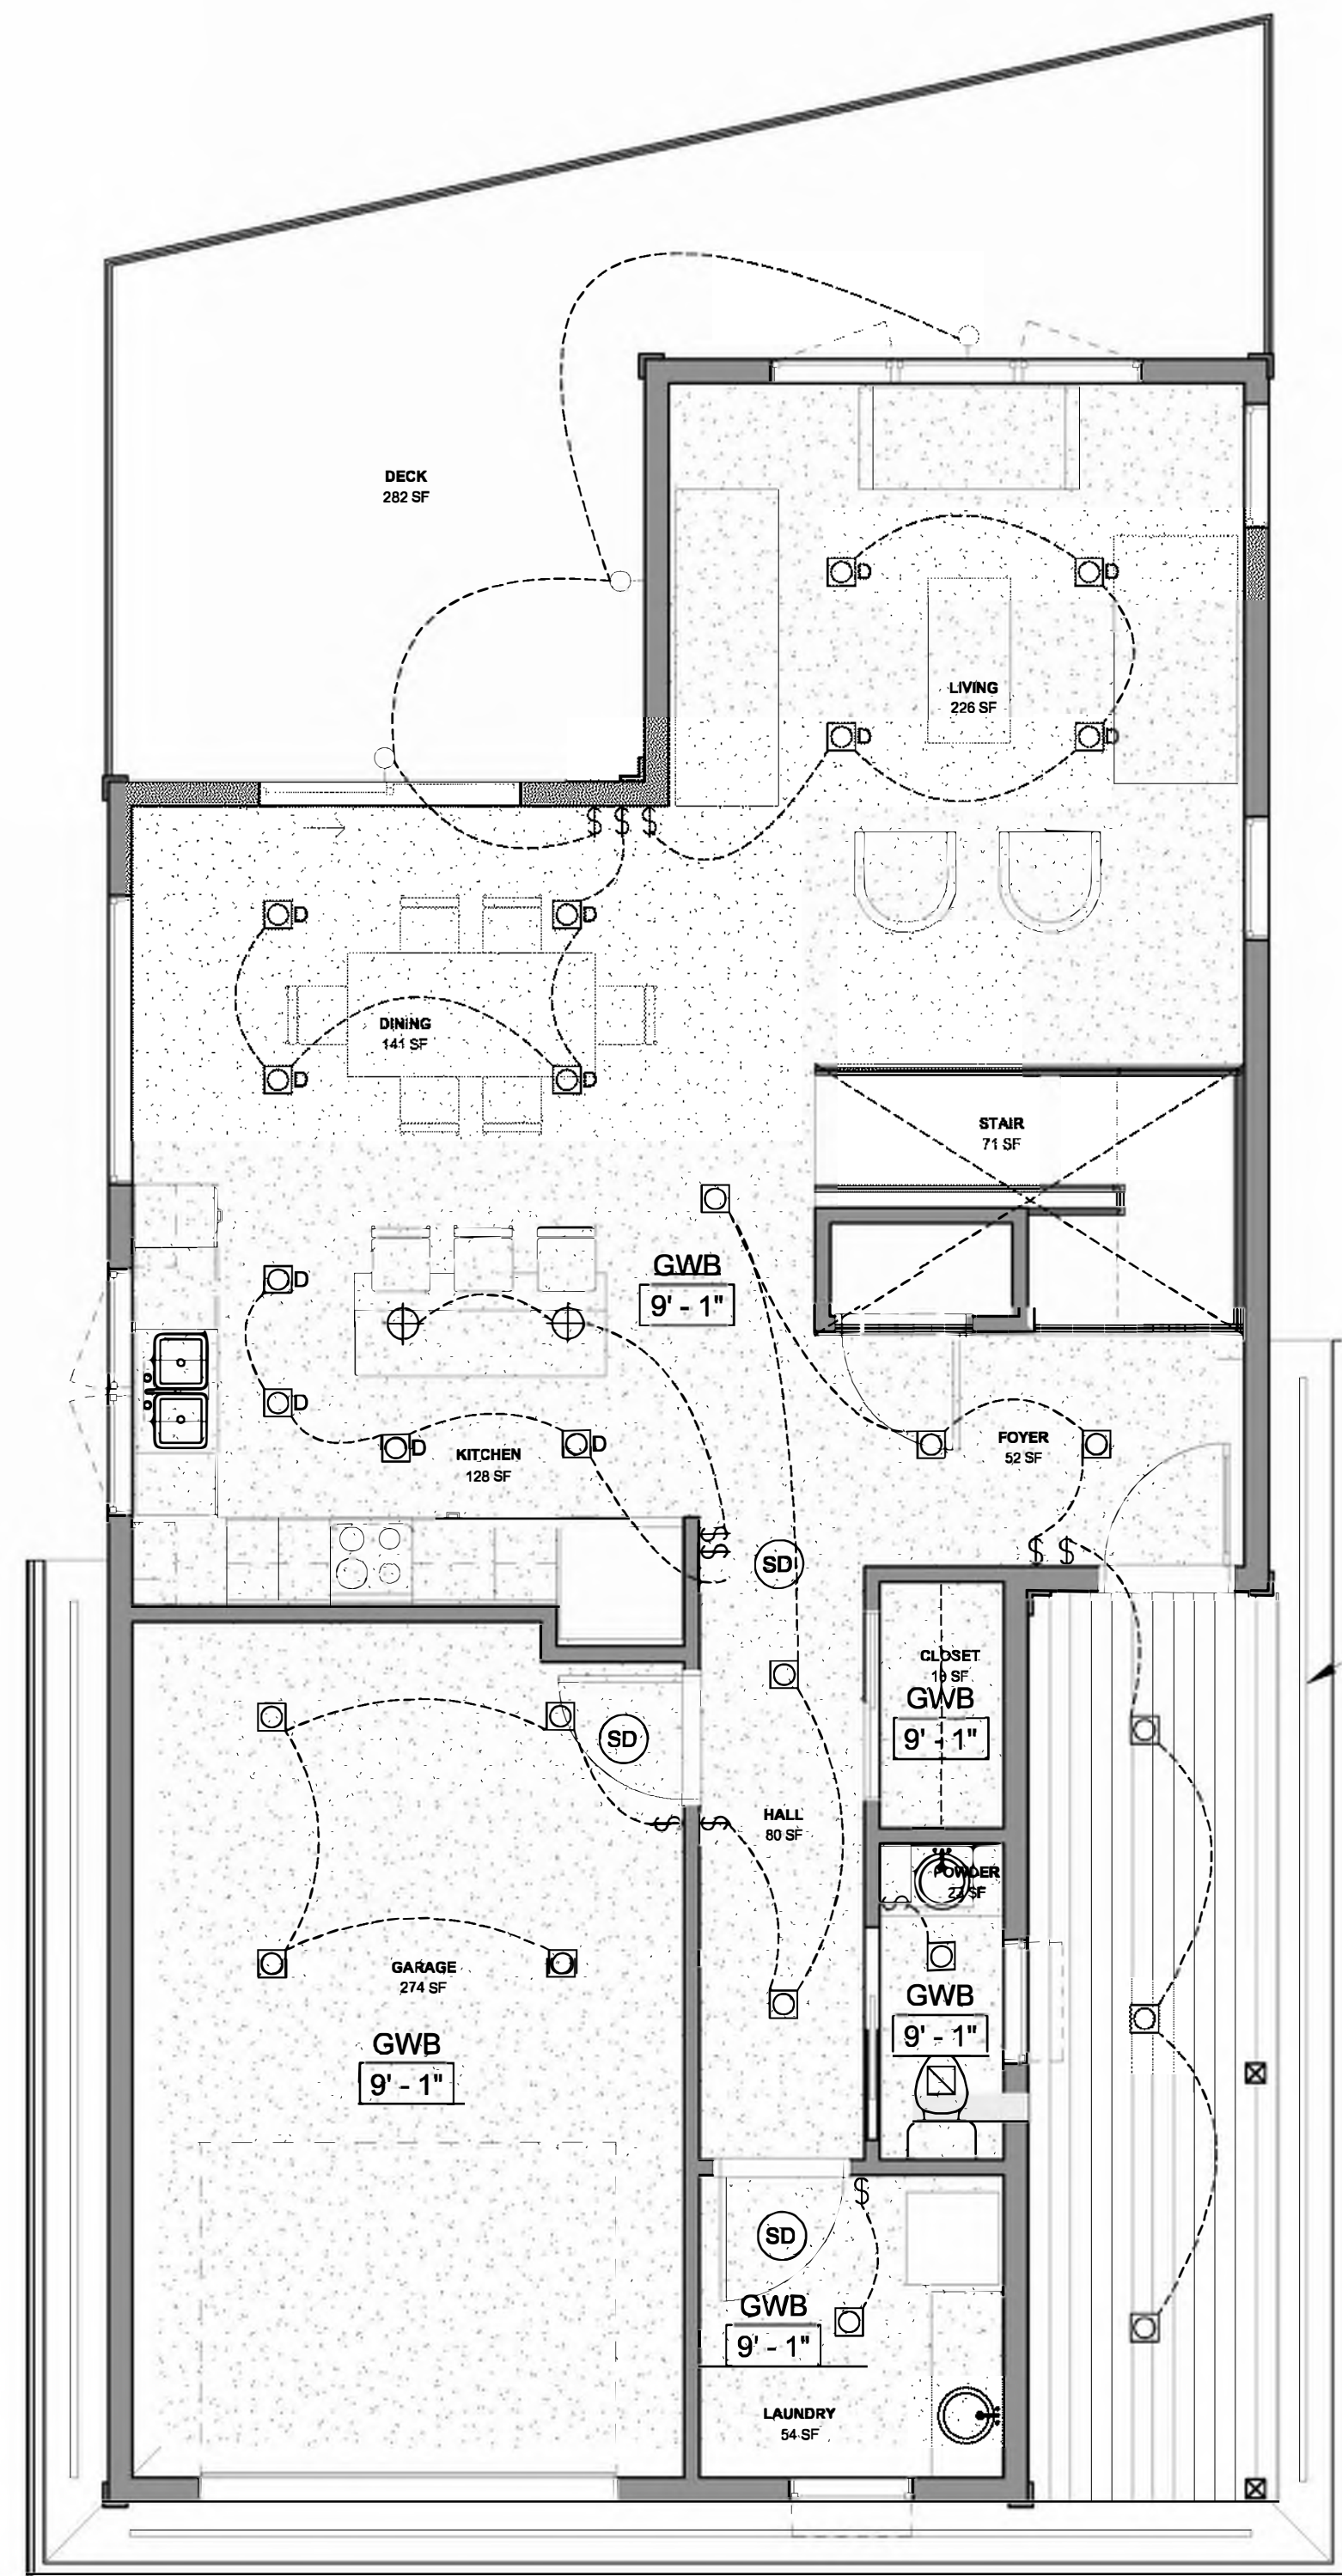 DECK
282 SF
D
D
LIVING
226 SF
D
D
$ $ $
D
D
DINING
141 SF
D
D
STAIR
71 SF
GWB
9' - 1"
D
D
D
D
KITCHEN
128 SF
FOYER
52 SF
$ $
$
$
SD
CLOSET
GWB
9' - 1"
SD
HALL
80 SF
$ $
POWDER
$
GARAGE
274 SF
GWB
9' - 1"
GWB
9' - 1"
$
SD
GWB
9' - 1"
LAUNDRY
54 SF